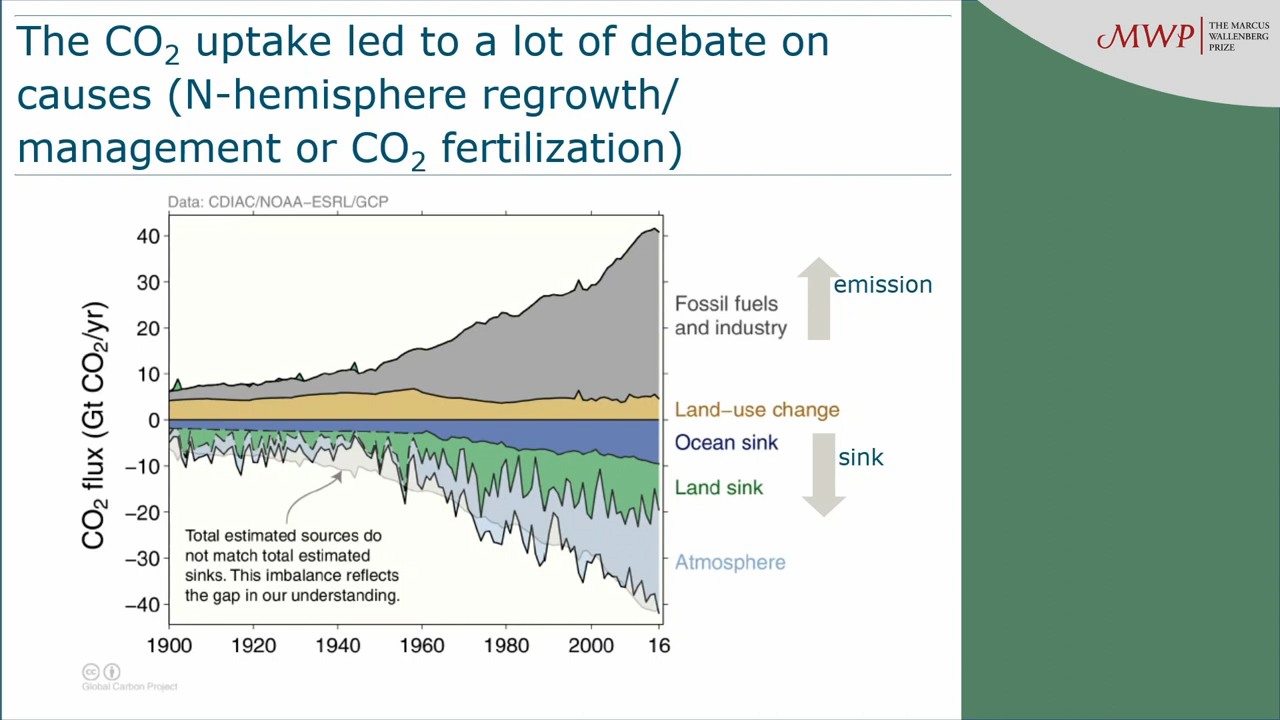 The CO₂ uptake led to a lot of debate on
causes (N-hemisphere regrowth/
management or CO₂ fertilization)
MWP
THE MARCUS
WALLENBERG
PRIZE
Data: CDIAC/NOAA−ESRL/GCP
CO₂ flux (Gt CO₂/yr)
40
30
20
10
0
−10
−20
−30
−40
1900
1920
1940
1960
1980
2000
16
Fossil fuels
and industry
emission
Land−use change
Ocean sink
sink
Land sink
Atmosphere
Total estimated sources do
not match total estimated
sinks. This imbalance reflects
the gap in our understanding.
cc
Global Carbon Project